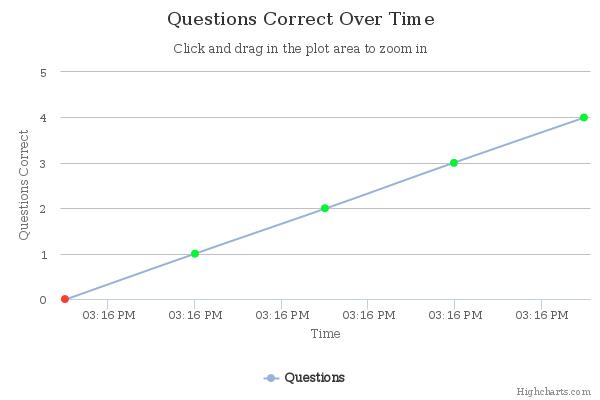 Questions Correct Over Time
Click and drag in the plot area to zoom in
Questions Correct
5
4
3
2
1
0
03:16 PM 03:16 PM 03:16 PM 03:16 PM 03:16 PM 03:16 PM
Time
Questions
Highcharts.com